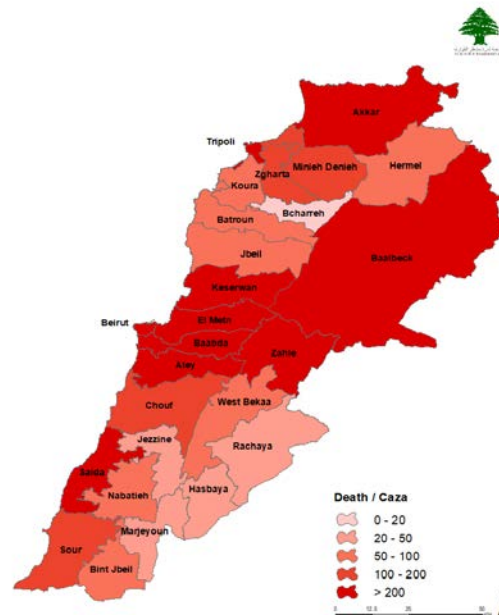 Akkar
Tripoli
Minieh Denieh
Hermel
Zgharta
Koura
Bcharreh
Batroun
Jbeil
Baalbeck
Keserwan
El Metn
Beirut
Baabda
Zahle
Aley
Chouf
West Bekaa
Jezzine
Rachaya
Saida
Hasbaya
Nabatieh
Marjeyoun
Sour
Bint Jbeil
Death / Caza
0 - 20
20 - 50
50 - 100
100 - 200
> 200